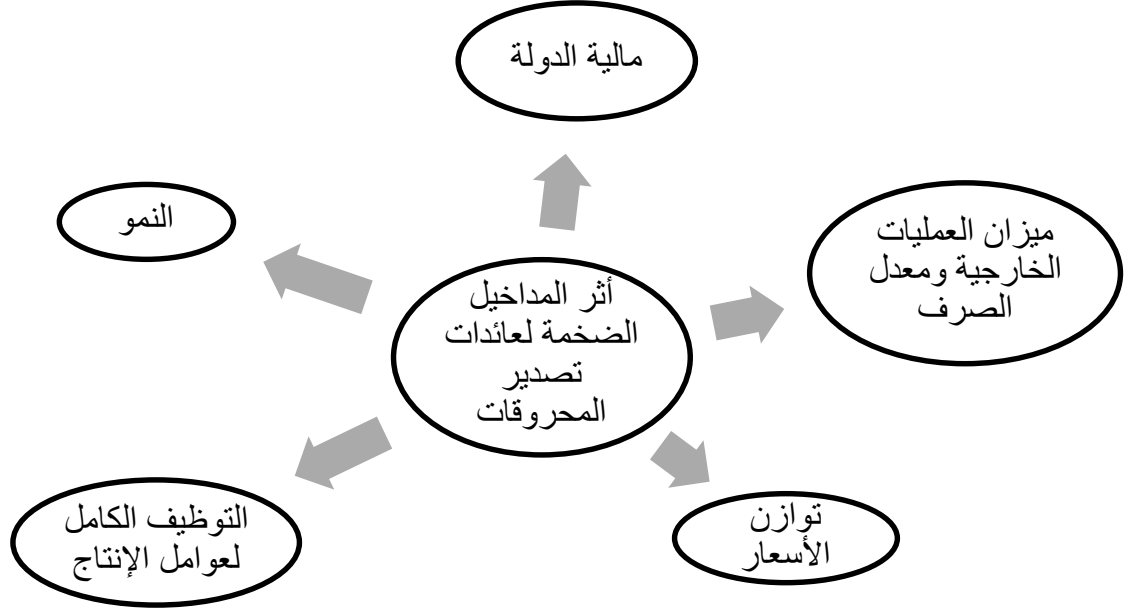 مالية الدولة
النمو
ميزان العمليات
الخارجية ومعدل
الصرف
أثر المداخيل
الضخمة لعائدات
تصدير
المحروقات
التوظيف الكامل
لعوامل الإنتاج
توازن
الأسعار